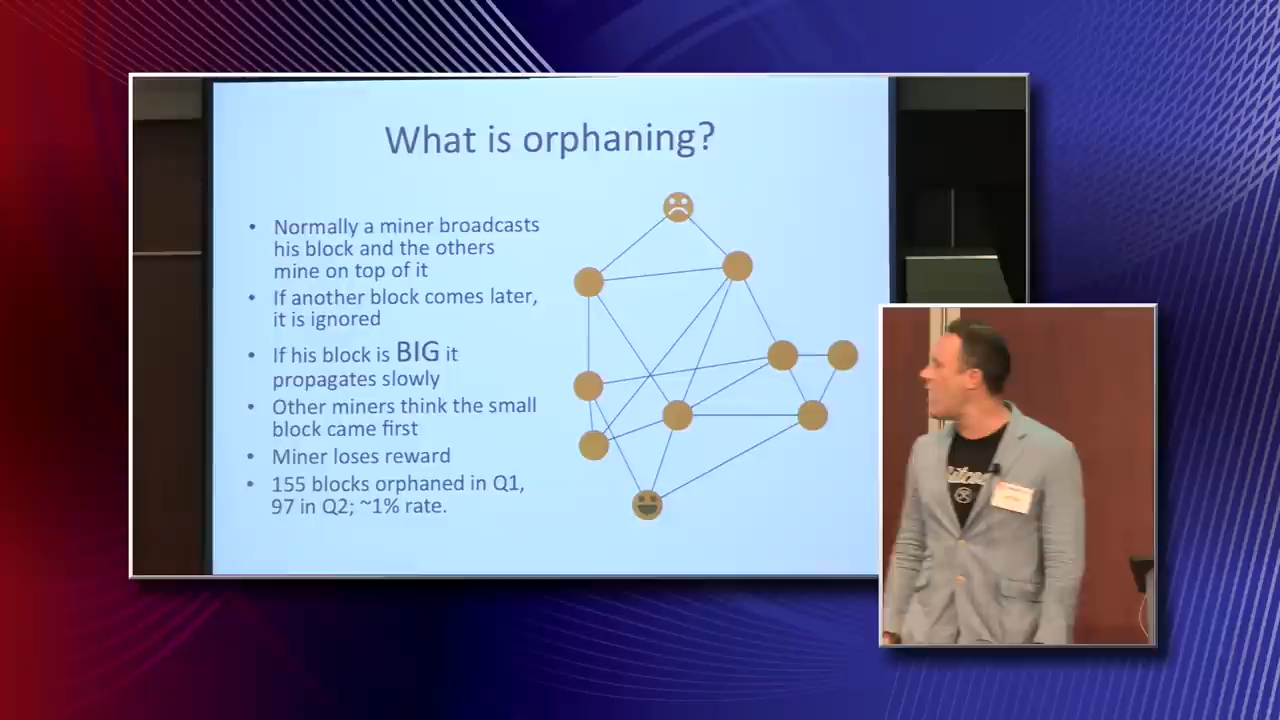 What is orphaning?
• Normally a miner broadcasts
his block and the others
mine on top of it
• If another block comes later,
it is ignored
• If his block is BIG it
propagates slowly
• Other miners think the small
block came first
• Miner loses reward
• 155 blocks orphaned in Q1,
97 in Q2; ~1% rate.